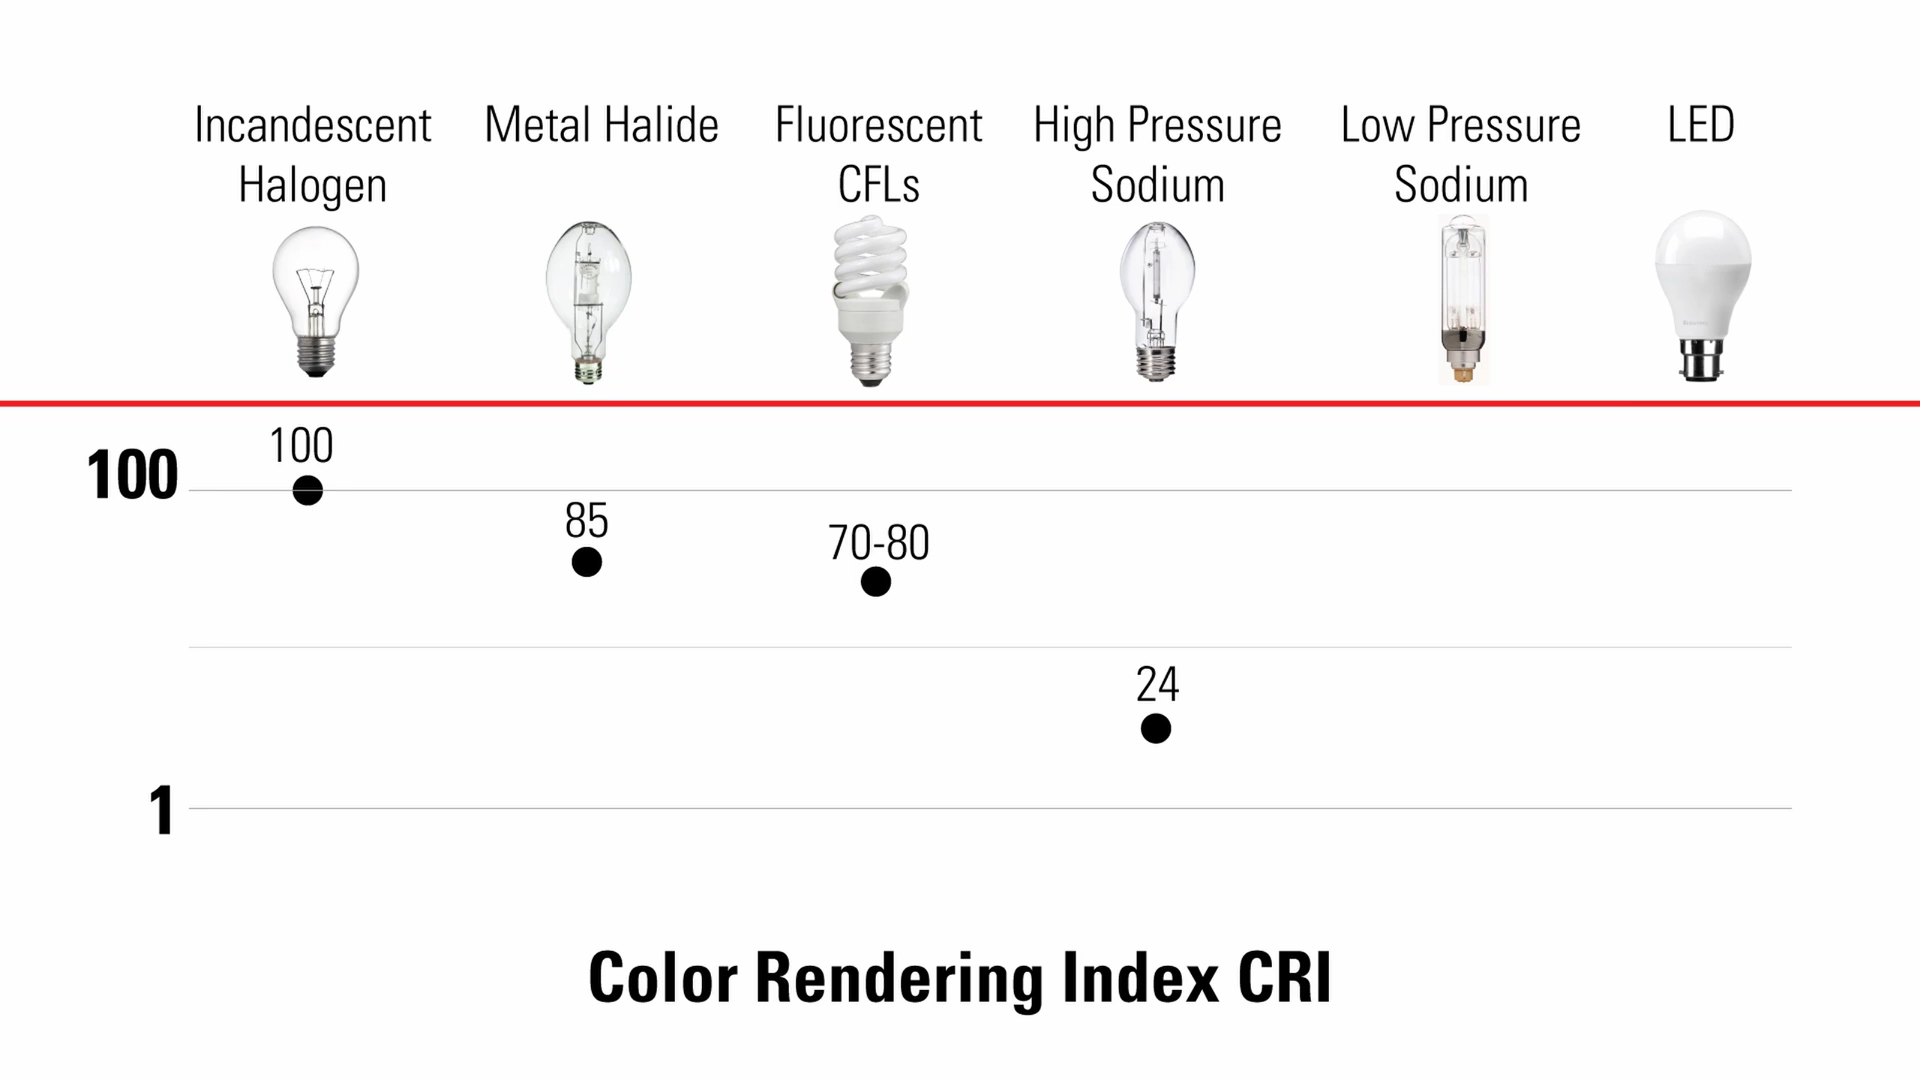 Incandescent
Halogen
Metal Halide
Fluorescent
CFLs
High Pressure
Sodium
Low Pressure
Sodium
LED
100
100
85
70-80
24
1
Color Rendering Index CRI